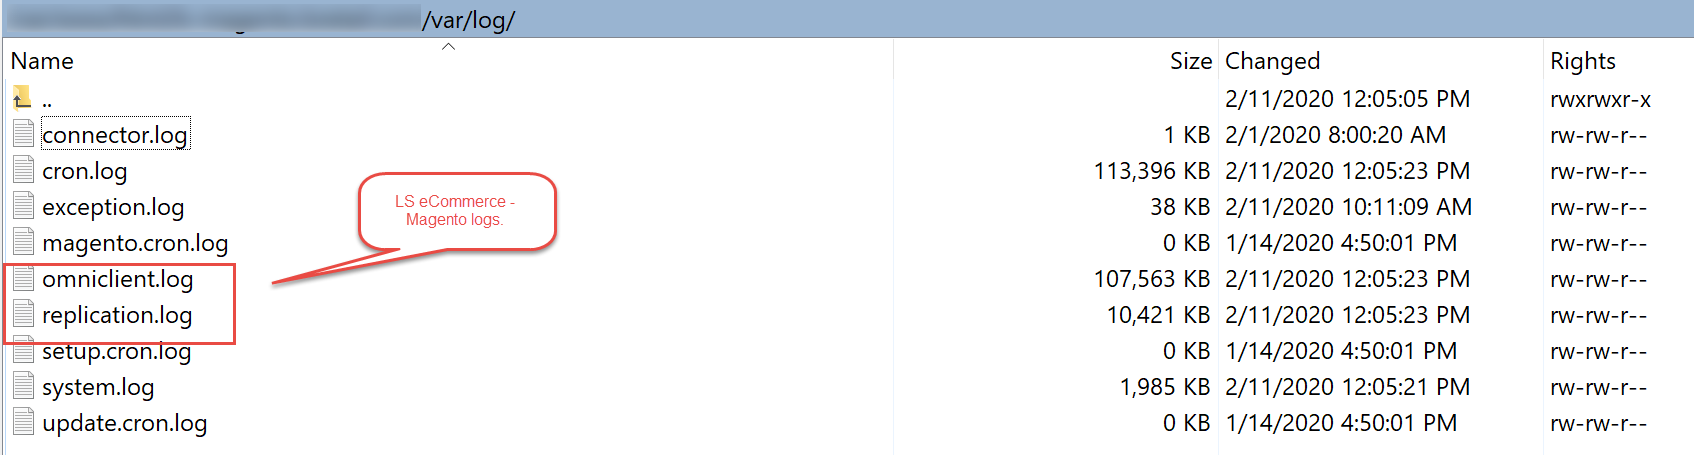 /var/log/
Name Size Changed Rights
.. 2/11/2020 12:05:05 PM rwxrwxr-x
connector.log 1 KB 2/1/2020 8:00:20 AM rw-rw-r--
cron.log 113,396 KB 2/11/2020 12:05:23 PM rw-rw-r--
exception.log 38 KB 2/11/2020 10:11:09 AM rw-rw-r--
LS eCommerce -
Magento logs.
magento.cron.log 0 KB 1/14/2020 4:50:01 PM rw-rw-r--
omniclient.log 107,563 KB 2/11/2020 12:05:23 PM rw-rw-r--
replication.log 10,421 KB 2/11/2020 12:05:23 PM rw-rw-r--
setup.cron.log 0 KB 1/14/2020 4:50:01 PM rw-rw-r--
system.log 1,985 KB 2/11/2020 12:05:21 PM rw-rw-r--
update.cron.log 0 KB 1/14/2020 4:50:01 PM rw-rw-r--